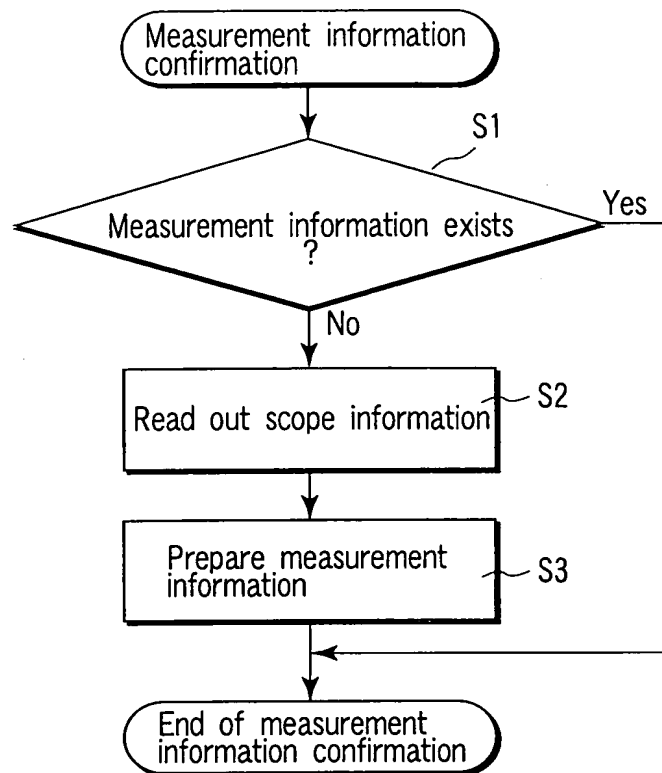 Measurement information
confirmation
S1
Yes
Measurement information exists
?
No
Read out scope information
S2
Prepare measurement
information
S3
End of measurement
information confirmation